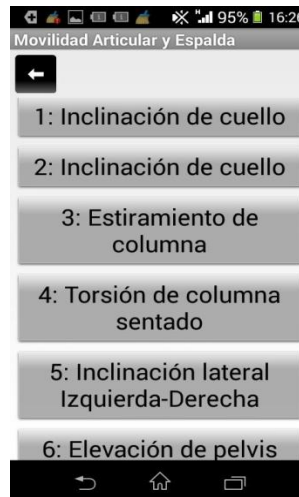 95% 16:26
Movilidad Articular y Espalda
1: Inclinación de cuello
2: Inclinación de cuello
3: Estiramiento de
columna
4: Torsión de columna
sentado
5: Inclinación lateral
Izquierda-Derecha
6: Elevación de pelvis